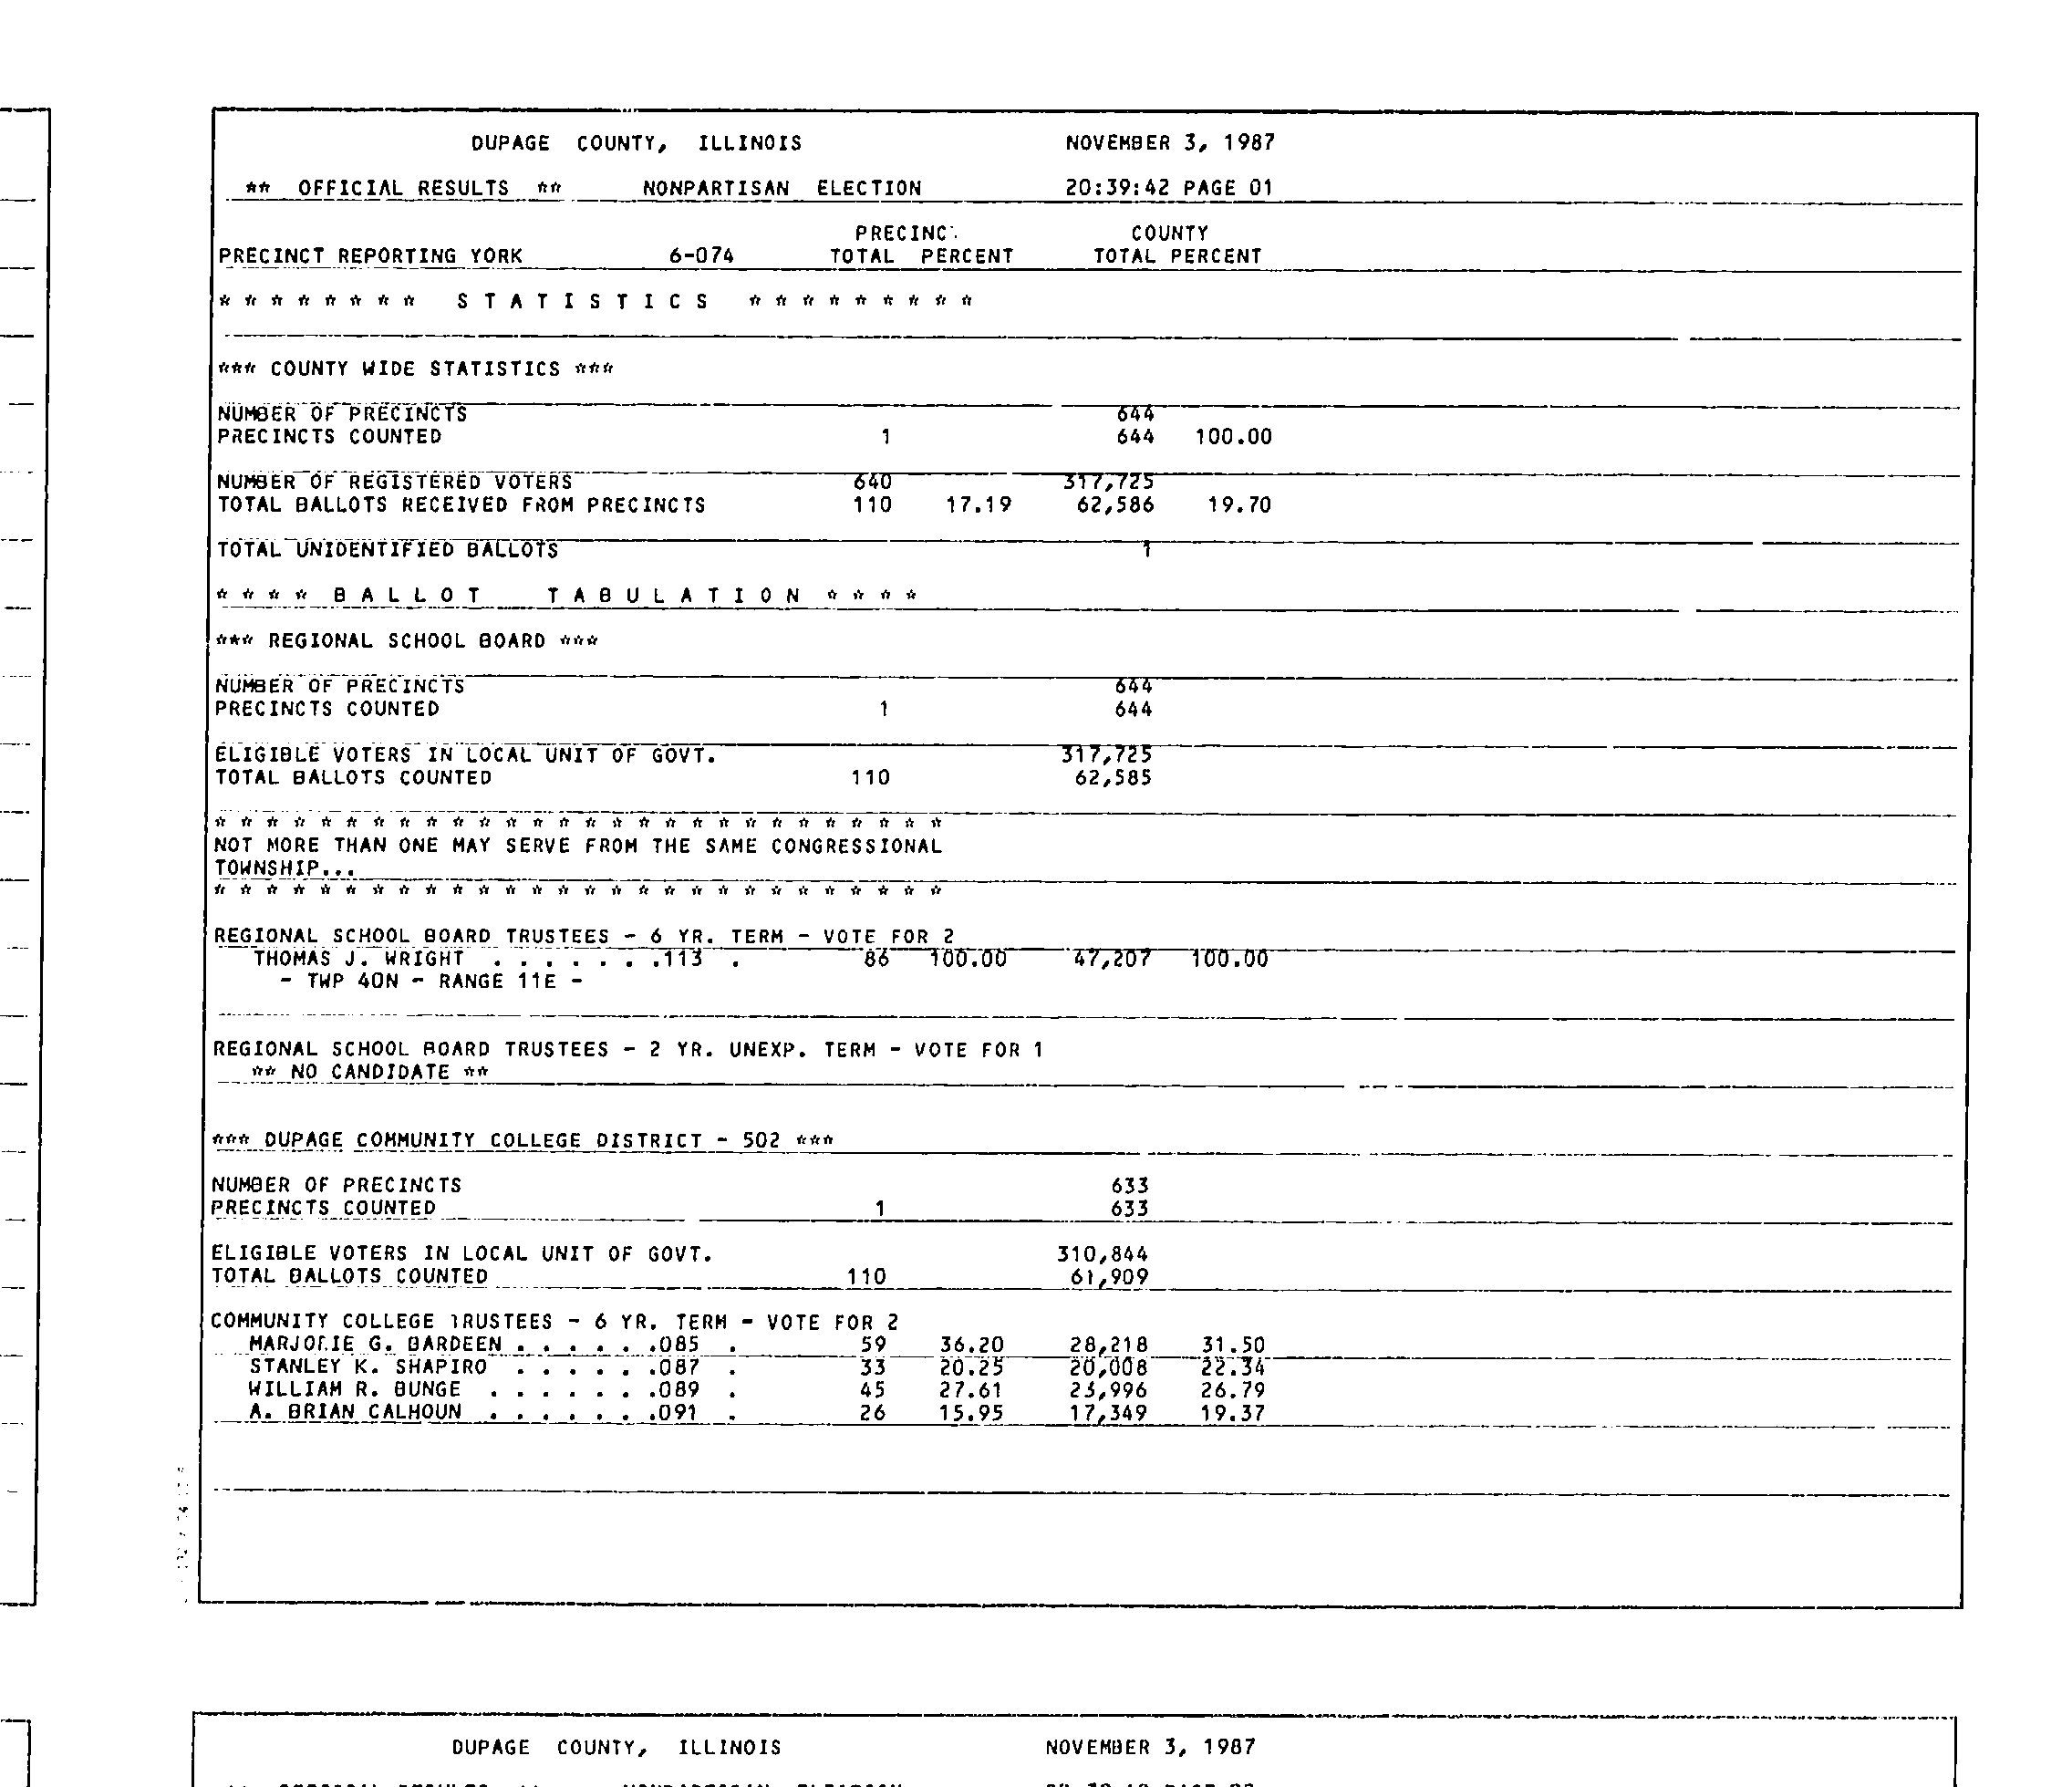 DUPAGE COUNTY, ILLINOIS NOVEMBER 3, 1987
** OFFICIAL RESULTS ** NONPARTISAN ELECTION 20:39:42 PAGE 01
COUNTY
PRECINCT REPORTING YORK 6-074 TOTAL PERCENT TOTAL PERCENT
* * * * * * * * S T A T I S T I C S * * * * * * * * *
*** COUNTY WIDE STATISTICS ***
NUMBER OF PRECINCTS 644
PRECINCTS COUNTED 1 644 100.00
NUMBER OF REGISTERED VOTERS 640 317,725
TOTAL BALLOTS RECEIVED FROM PRECINCTS 110 17.19 62,586 19.70
TOTAL UNIDENTIFIED BALLOTS 1
* * * * B A L L O T T A B U L A T I O N * * * *
*** REGIONAL SCHOOL BOARD ***
NUMBER OF PRECINCTS 644
PRECINCTS COUNTED 1 644
ELIGIBLE VOTERS IN LOCAL UNIT OF GOVT. 317,725
TOTAL BALLOTS COUNTED 110 62,585
* * * * * * * * * * * * * * * * * * * * * * * * * * * *
NOT MORE THAN ONE MAY SERVE FROM THE SAME CONGRESSIONAL
TOWNSHIP...
* * * * * * * * * * * * * * * * * * * * * * * * * * * *
REGIONAL SCHOOL BOARD TRUSTEES - 6 YR. TERM - VOTE FOR 2
THOMAS J. WRIGHT . . . . . . .113 . 86 100.00 47,207 100.00
- TWP 40N - RANGE 11E -
REGIONAL SCHOOL BOARD TRUSTEES - 2 YR. UNEXP. TERM - VOTE FOR 1
** NO CANDIDATE **
*** DUPAGE COMMUNITY COLLEGE DISTRICT - 502 ***
NUMBER OF PRECINCTS 633
PRECINCTS COUNTED 1 633
ELIGIBLE VOTERS IN LOCAL UNIT OF GOVT. 310,844
TOTAL BALLOTS COUNTED 110 61,909
COMMUNITY COLLEGE TRUSTEES - 6 YR. TERM - VOTE FOR 2
MARJORIE G. BARDEEN . . . . . .085 . 59 36.20 28,218 31.50
STANLEY K. SHAPIRO . . . . . .087 . 33 20.25 20,008 22.34
WILLIAM R. BUNGE . . . . . . .089 . 45 27.61 23,996 26.79
A. BRIAN CALHOUN . . . . . . .091 . 26 15.95 17,349 19.37
DUPAGE COUNTY, ILLINOIS NOVEMBER 3, 1987